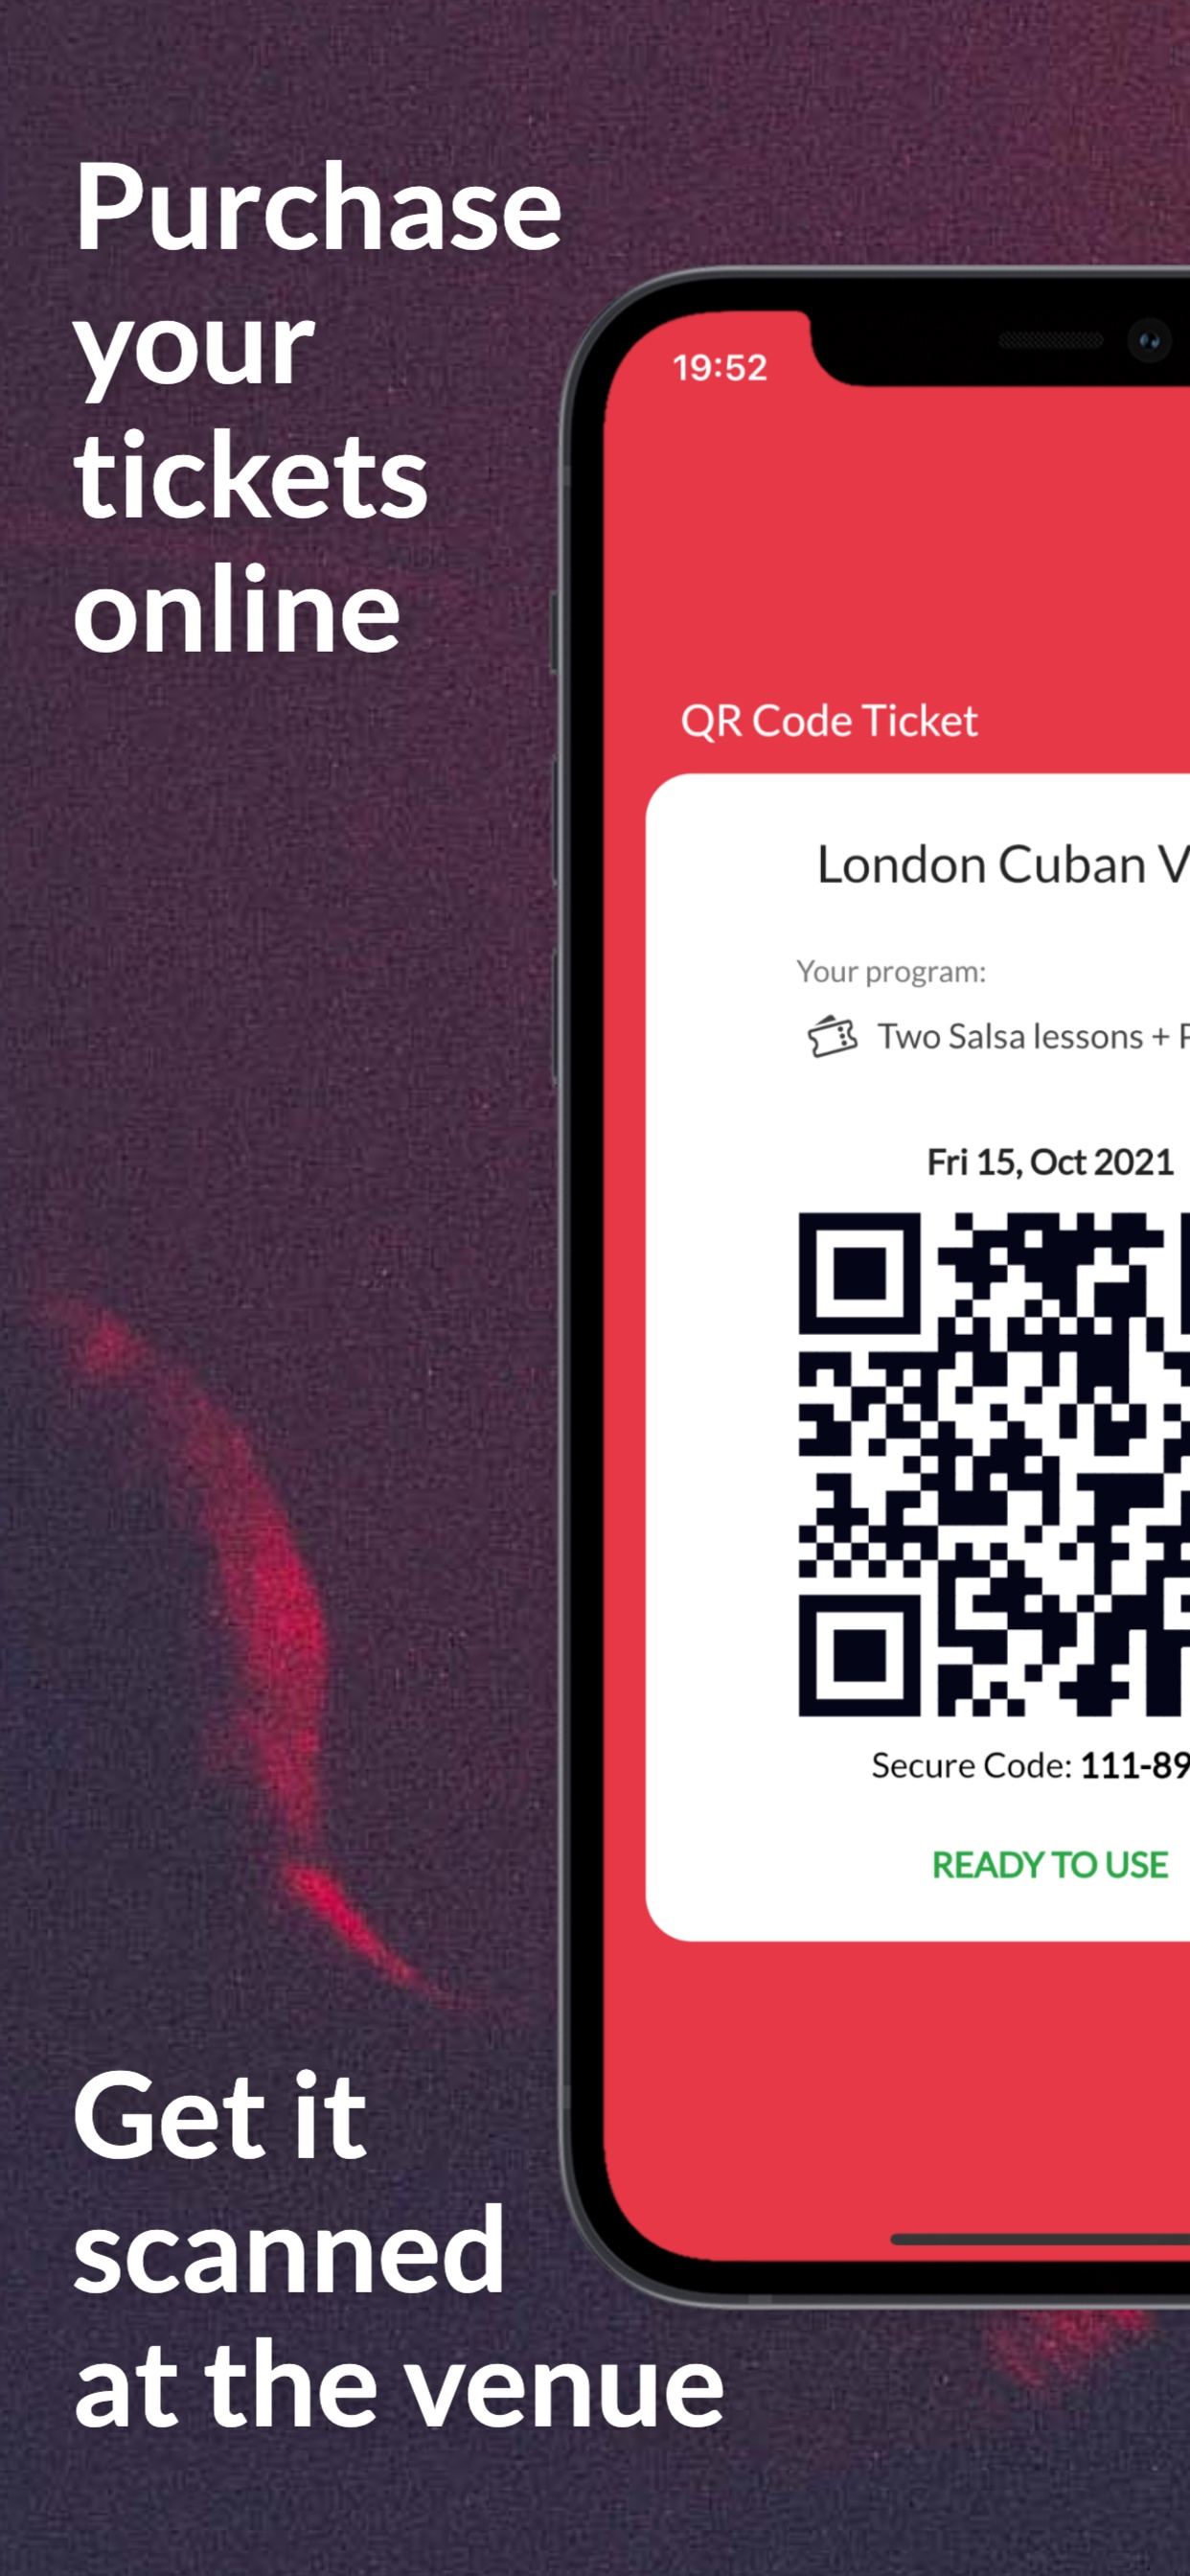 Purchase
your
tickets
online
19:52
QR Code Ticket
London Cuban V
Your program:
Two Salsa lessons +
Fri 15, Oct 2021
Secure Code: 111-89
READY TO USE
Get it
scanned
at the venue